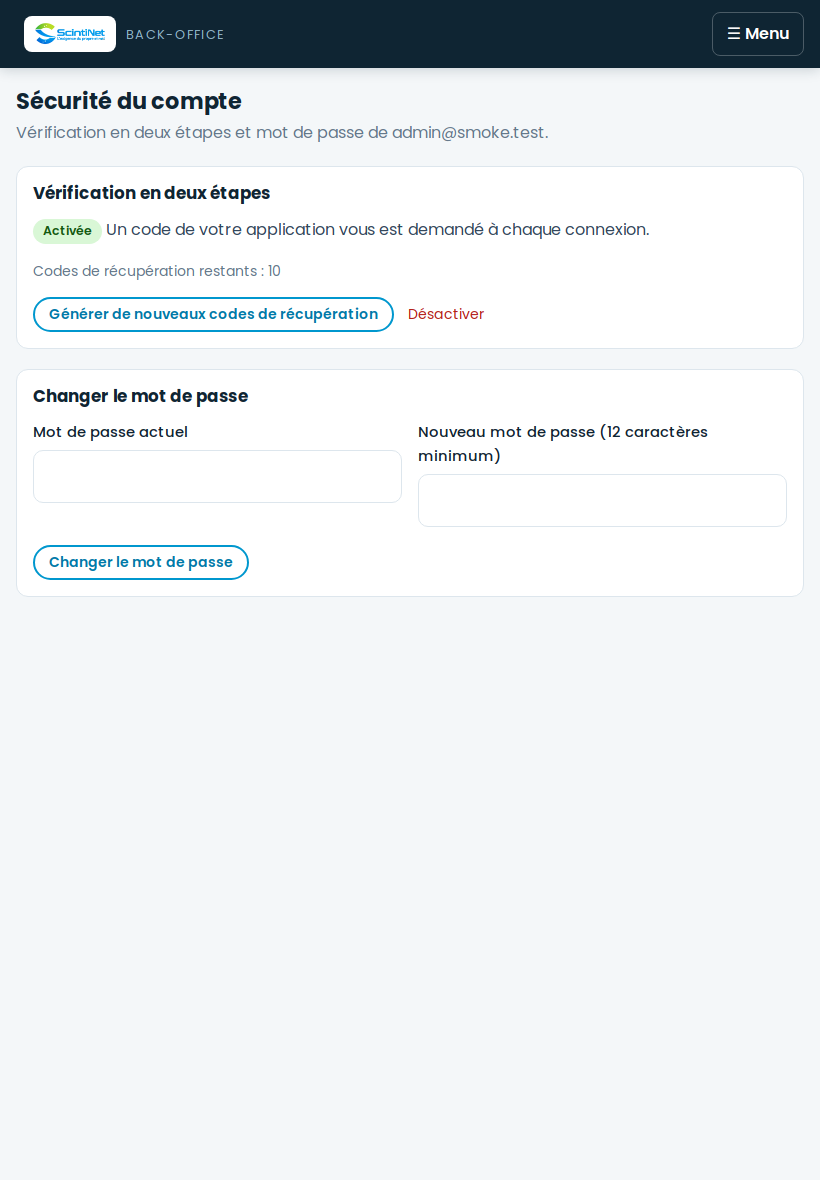 ScintiNet
BACK-OFFICE
☰ Menu
Sécurité du compte
Vérification en deux étapes et mot de passe de admin@smoke.test.
Vérification en deux étapes
Activée Un code de votre application vous est demandé à chaque connexion.
Codes de récupération restants : 10
Générer de nouveaux codes de récupération Désactiver
Changer le mot de passe
Mot de passe actuel
Nouveau mot de passe (12 caractères
minimum)
Changer le mot de passe